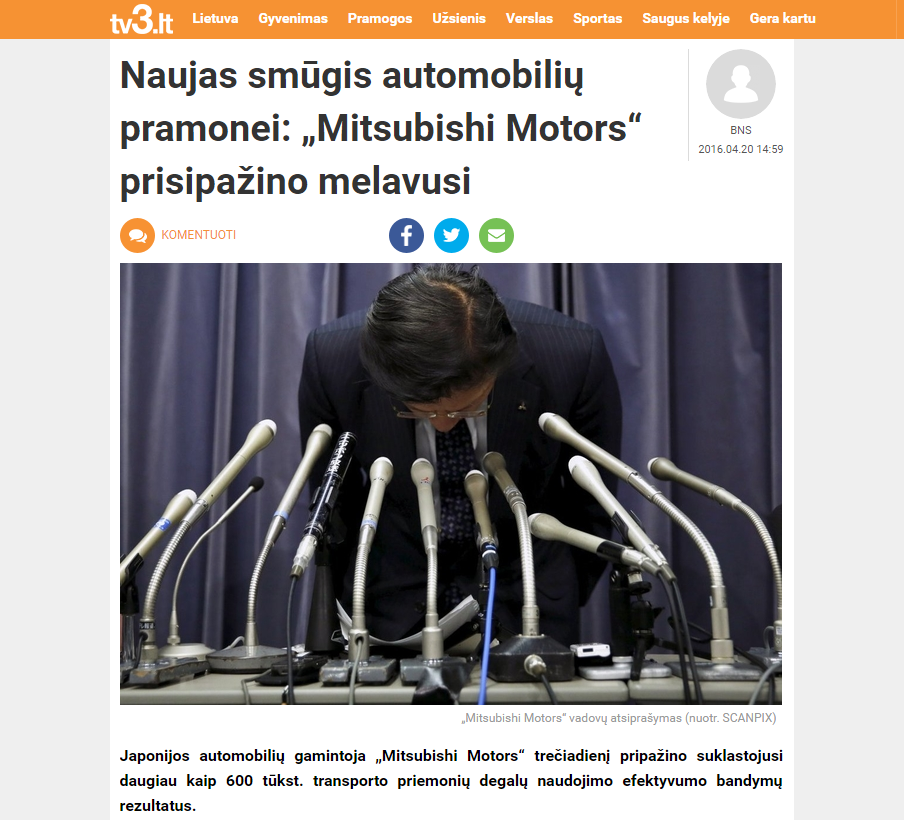 tv3.lt Lietuva Gyvenimas Pramogos Užsienis Verslas Sportas Saugus kelyje Gera kartu
Naujas smūgis automobilių
pramonei: „Mitsubishi Motors“
prisipažino melavusi
BNS
2016.04.20 14:59
KOMENTUOTI
„Mitsubishi Motors“ vadovų atsiprašymas (nuotr. SCANPIX)
Japonijos automobilių gamintoja „Mitsubishi Motors“ trečiadienį pripažino suklastojusi
daugiau kaip 600 tūkst. transporto priemonių degalų naudojimo efektyvumo bandymų
rezultatus.